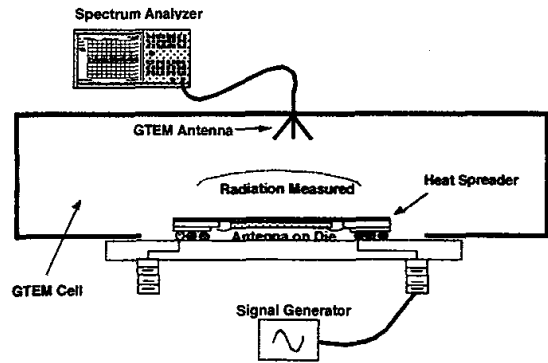 Spectrum Analyzer
GTEM Antenna
Radiation Measured
Heat Spreader
Antenna on Die
GTEM Cell
Signal Generator